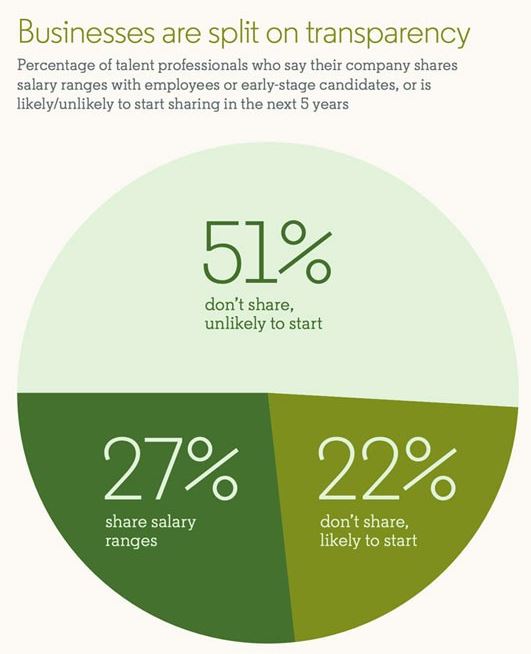 Businesses are split on transparency
Percentage of talent professionals who say their company shares
salary ranges with employees or early-stage candidates, or is
likely/unlikely to start sharing in the next 5 years
51%
don't share,
unlikely to start
27%
share salary
ranges
22%
don't share,
likely to start